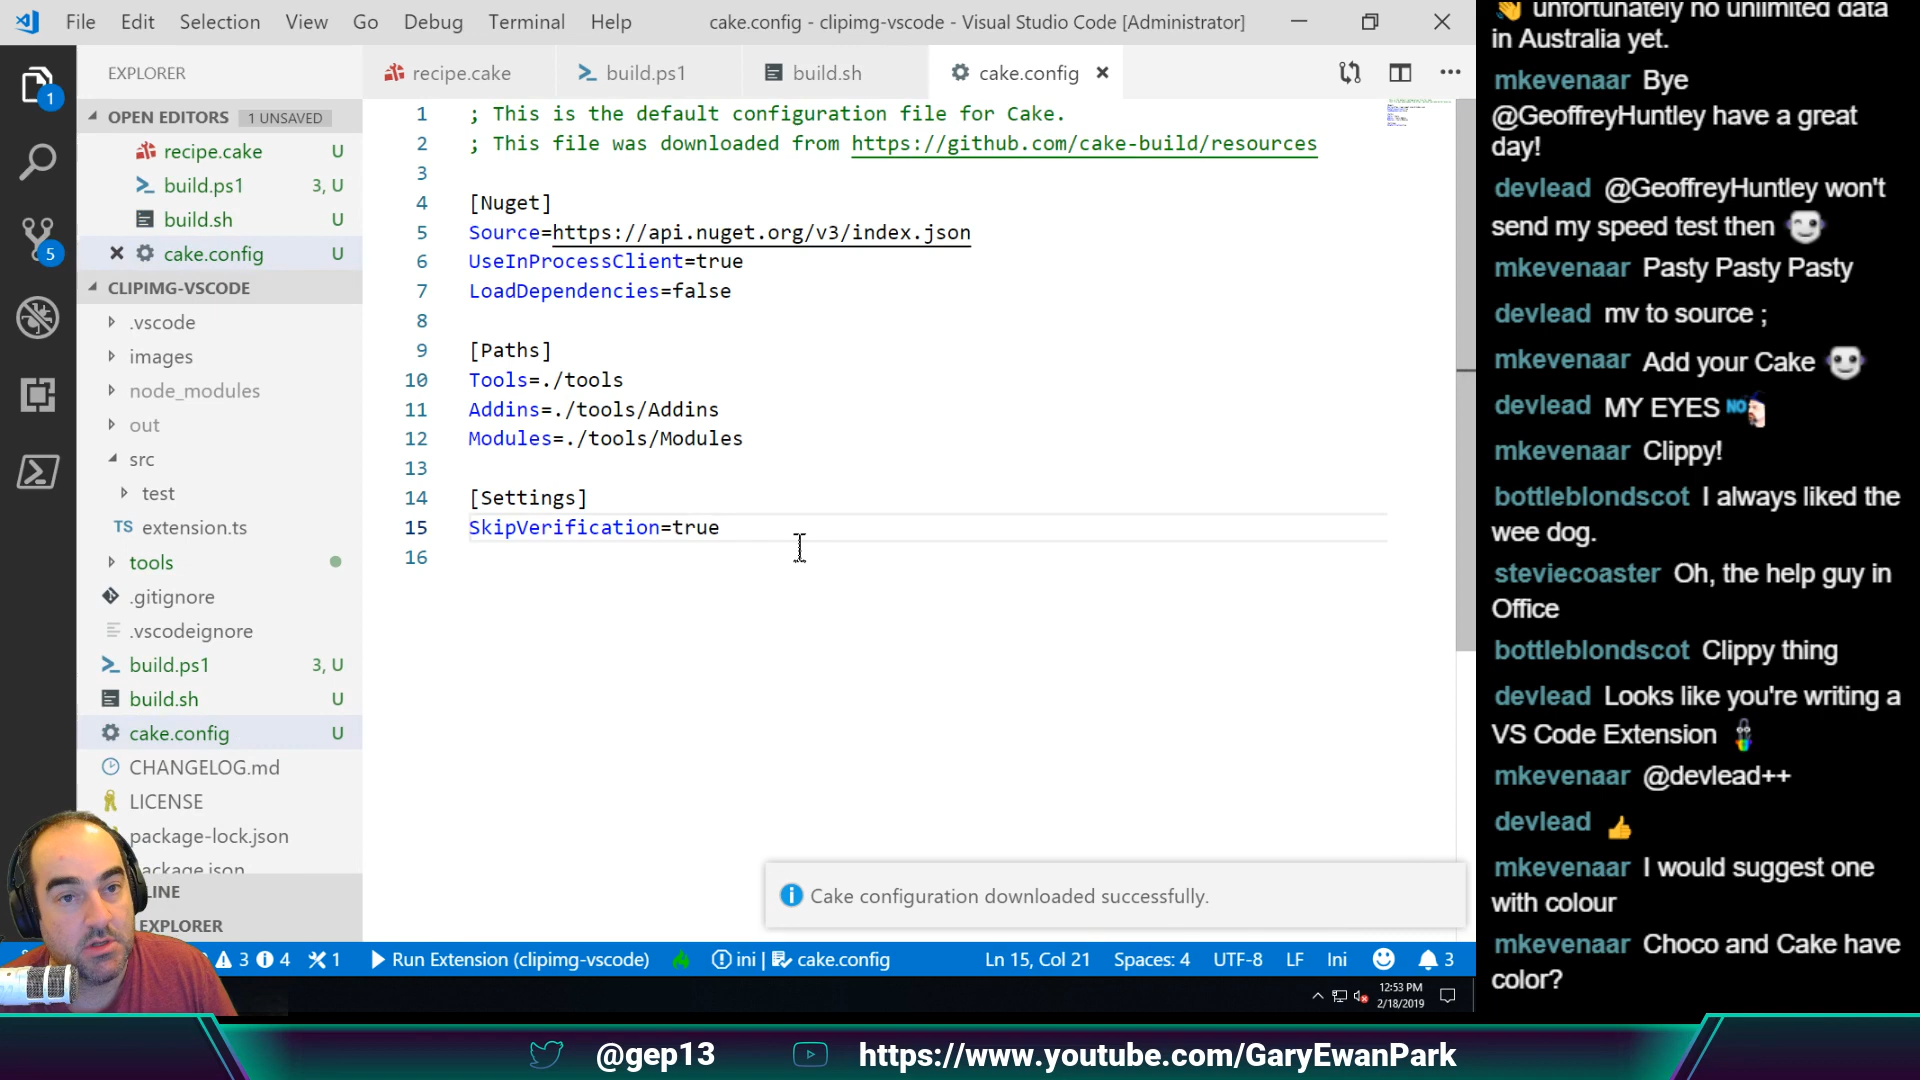 File Edit Selection View Go Debug Terminal Help
cake.config - clipimg-vscode - Visual Studio Code [Administrator]
EXPLORER
OPEN EDITORS 1 UNSAVED
recipe.cake U
build.ps1 3, U
build.sh U
cake.config U
CLIPIMG-VSCODE
.vscode
images
node_modules
out
src
test
TS extension.ts
tools
.gitignore
.vscodeignore
build.ps1 3, U
build.sh U
cake.config U
CHANGELOG.md
LICENSE
package-lock.json
package.json
LINE
EXPLORER
1
5
recipe.cake build.ps1 build.sh cake.config
1 ; This is the default configuration file for Cake.
2 ; This file was downloaded from https://github.com/cake-build/resources
3
4 [Nuget]
5 Source=https://api.nuget.org/v3/index.json
6 UseInProcessClient=true
7 LoadDependencies=false
8
9 [Paths]
10 Tools=./tools
11 Addins=./tools/Addins
12 Modules=./tools/Modules
13
14 [Settings]
15 SkipVerification=true
16
Cake configuration downloaded successfully.
3 4 1 Run Extension (clipimg-vscode) ini | cake.config Ln 15, Col 21 Spaces: 4 UTF-8 LF Ini 3
12:53 PM
2/18/2019
unfortunately no unlimited data
in Australia yet.
mkevenaar Bye
@GeoffreyHuntley have a great
day!
devlead @GeoffreyHuntley won't
send my speed test then
mkevenaar Pasty Pasty Pasty
devlead mv to source ;
mkevenaar Add your Cake
devlead MY EYES NO
mkevenaar Clippy!
bottleblondscot I always liked the
wee dog.
steviecoaster Oh, the help guy in
Office
bottleblondscot Clippy thing
devlead Looks like you're writing a
VS Code Extension
mkevenaar @devlead++
devlead
mkevenaar I would suggest one
with colour
mkevenaar Choco and Cake have
color?
@gep13 https://www.youtube.com/GaryEwanPark